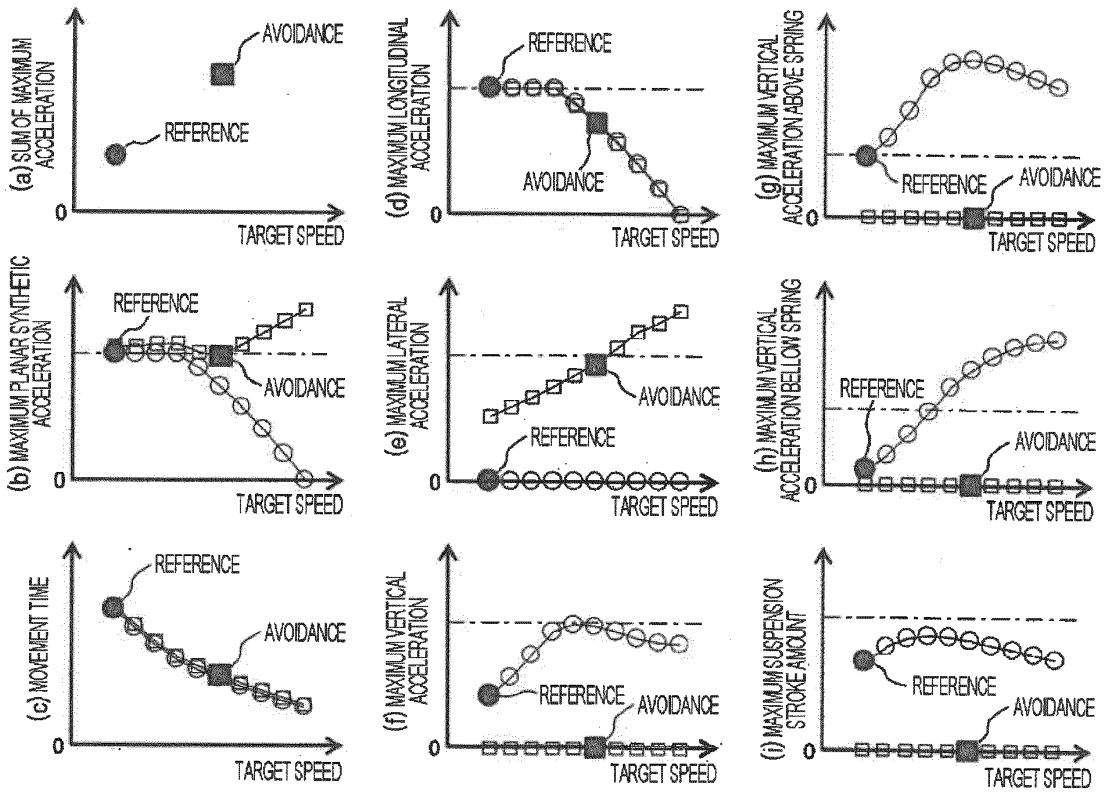 (a) SUM OF MAXIMUM
ACCELERATION
AVOIDANCE
REFERENCE
0
TARGET SPEED
(b) MAXIMUM PLANAR SYNTHETIC
ACCELERATION
REFERENCE
AVOIDANCE
0
TARGET SPEED
(c) MOVEMENT TIME
REFERENCE
AVOIDANCE
0
TARGET SPEED
(d) MAXIMUM LONGITUDINAL
ACCELERATION
REFERENCE
AVOIDANCE
0
TARGET SPEED
(e) MAXIMUM LATERAL
ACCELERATION
AVOIDANCE
REFERENCE
0
TARGET SPEED
(f) MAXIMUM VERTICAL
ACCELERATION
REFERENCE
AVOIDANCE
0
TARGET SPEED
(g) MAXIMUM VERTICAL
ACCELERATION ABOVE SPRING
REFERENCE
AVOIDANCE
0
TARGET SPEED
(h) MAXIMUM VERTICAL
ACCELERATION BELLOW SPRING
REFERENCE
AVOIDANCE
0
TARGET SPEED
(i) MAXIMUM SUSPENSION
STROKE AMOUNT
REFERENCE
AVOIDANCE
0
TARGET SPEED